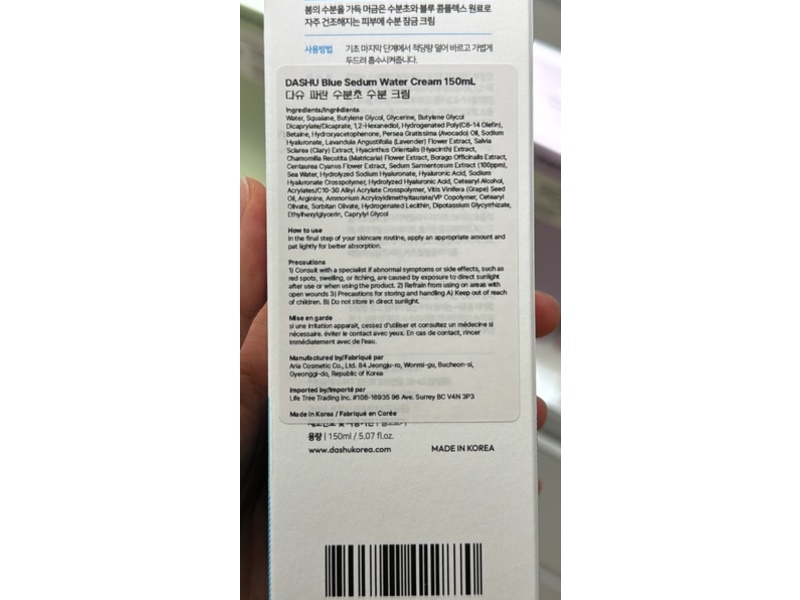 봄의 수분을 가득 머금은 수분초와 블루 콤플렉스 원료로
자주 건조해지는 피부에 수분 잠금 크림
사용방법 기초 마지막 단계에서 적당량 덜어 바르고 가볍게
두드려 흡수시켜줍니다.
DASHU Blue Sedum Water Cream 150mL
다슈 파란 수분초 수분 크림
Ingredients/Ingrédients
Water, Squalane, Butylene Glycol, Glycerine, Butylene Glycol
Dicaprylate/Dicaprate, 1,2-Hexanediol, Hydrogenated Poly(C6-14 Olefin),
Betaine, Hydroxyacetophenone, Persea Gratissima (Avocado) Oil, Sodium
Hyaluronate, Lavandula Angustifolia (Lavender) Flower Extract, Salvia
Sclarea (Clary) Extract, Hyacinthus Orientalis (Hyacinth) Extract,
Chamomilla Recutita (Matricaria) Flower Extract, Borago Officinalis Extract,
Centaurea Cyanus Flower Extract, Sedum Sarmentosum Extract (100ppm),
Sea Water, Hydrolyzed Sodium Hyaluronate, Hyaluronic Acid, Sodium
Hyaluronate Crosspolymer, Hydrolyzed Hyaluronic Acid, Cetearyl Alcohol,
Acrylates/C10-30 Alkyl Acrylate Crosspolymer, Vitis Vinifera (Grape) Seed
Oil, Arginine, Ammonium Acryloyldimethyltaurate/VP Copolymer, Cetearyl
Olivate, Sorbitan Olivate, Hydrogenated Lecithin, Dipotassium Glycyrrhizate,
Ethylhexylglycerin, Caprylyl Glycol
How to use
In the final step of your skincare routine, apply an appropriate amount and
pat lightly for better absorption.
Precautions
1) Consult with a specialist if abnormal symptoms or side effects, such as
red spots, swelling, or itching, are caused by exposure to direct sunlight
after use or when using the product. 2) Refrain from using on areas with
open wounds 3) Precautions for storing and handling A) Keep out of reach
of children. B) Do not store in direct sunlight.
Mise en garde
si une irritation apparaît, cessez d'utiliser et consultez un médecine si
nécessaire. éviter le contact avec yeux. En cas de contact, rincer
immédiatement avec de l'eau.
Manufactured by/Fabriqué par
Aria Cosmetic Co., Ltd. 84 Jeongju-ro, Wonmi-gu, Bucheon-si,
Gyeonggi-do, Republic of Korea
Imported by/Importé par
Life Tree Trading Inc. #106-18935 96 Ave. Surrey BC V4N 3P3
Made in Korea / Fabriqué en Corée
용량 | 150ml / 5.07 fl.oz.
www.dashukorea.com MADE IN KOREA